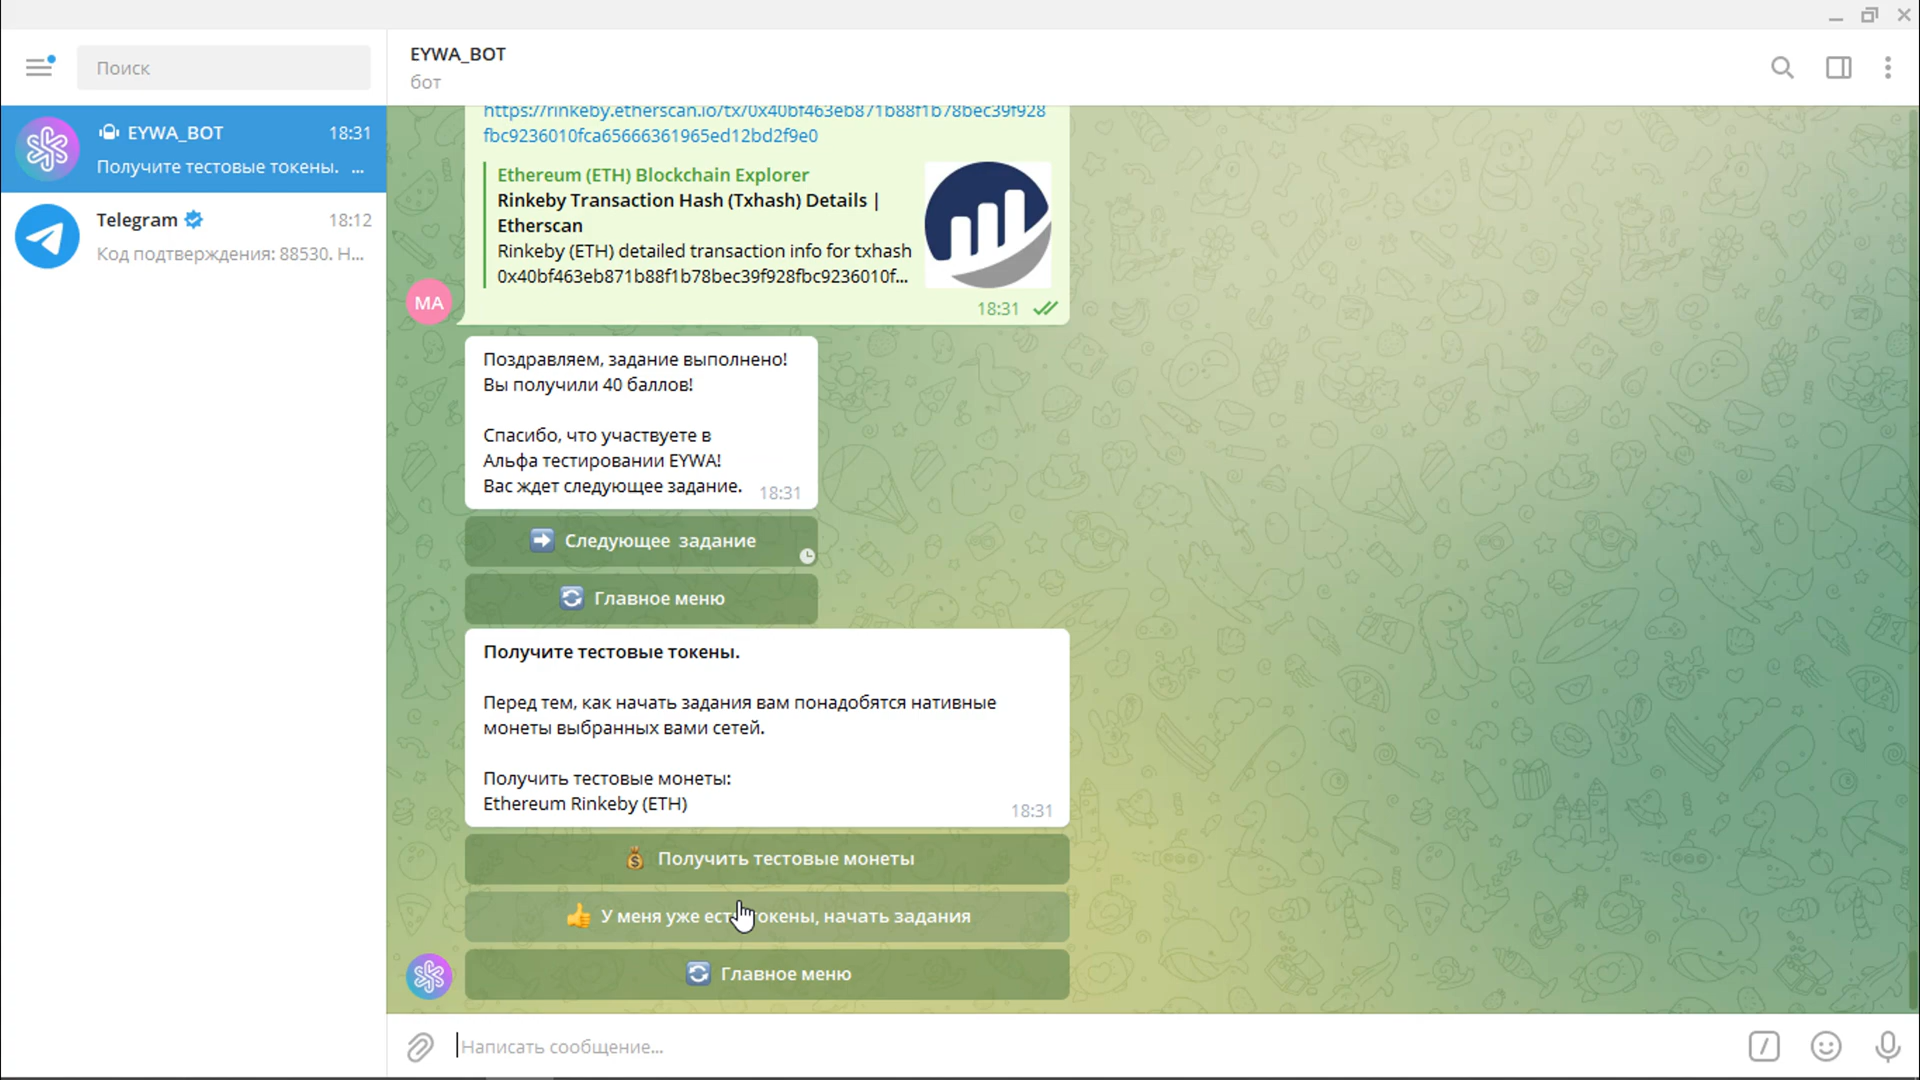 Поиск
EYWA_BOT
бот
EYWA_BOT 18:31
Получите тестовые токены. ...
Telegram 18:12
Код подтверждения: 88530. Н...
https://rinkeby.etherscan.io/tx/0x40bf463eb871b88f1b78bec39f928
fbc9236010fca65666361965ed12bd2f9e0
Ethereum (ETH) Blockchain Explorer
Rinkeby Transaction Hash (Txhash) Details |
Etherscan
Rinkeby (ETH) detailed transaction info for txhash
0x40bf463eb871b88f1b78bec39f928fbc9236010f...
18:31
MA
Поздравляем, задание выполнено!
Вы получили 40 баллов!
Спасибо, что участвуете в
Альфа тестировании EYWA!
Вас ждет следующее задание. 18:31
Следующее задание
Главное меню
Получите тестовые токены.
Перед тем, как начать задания вам понадобятся нативные
монеты выбранных вами сетей.
Получить тестовые монеты:
Ethereum Rinkeby (ETH) 18:31
Получить тестовые монеты
У меня уже есть токены, начать задания
Главное меню
Написать сообщение...